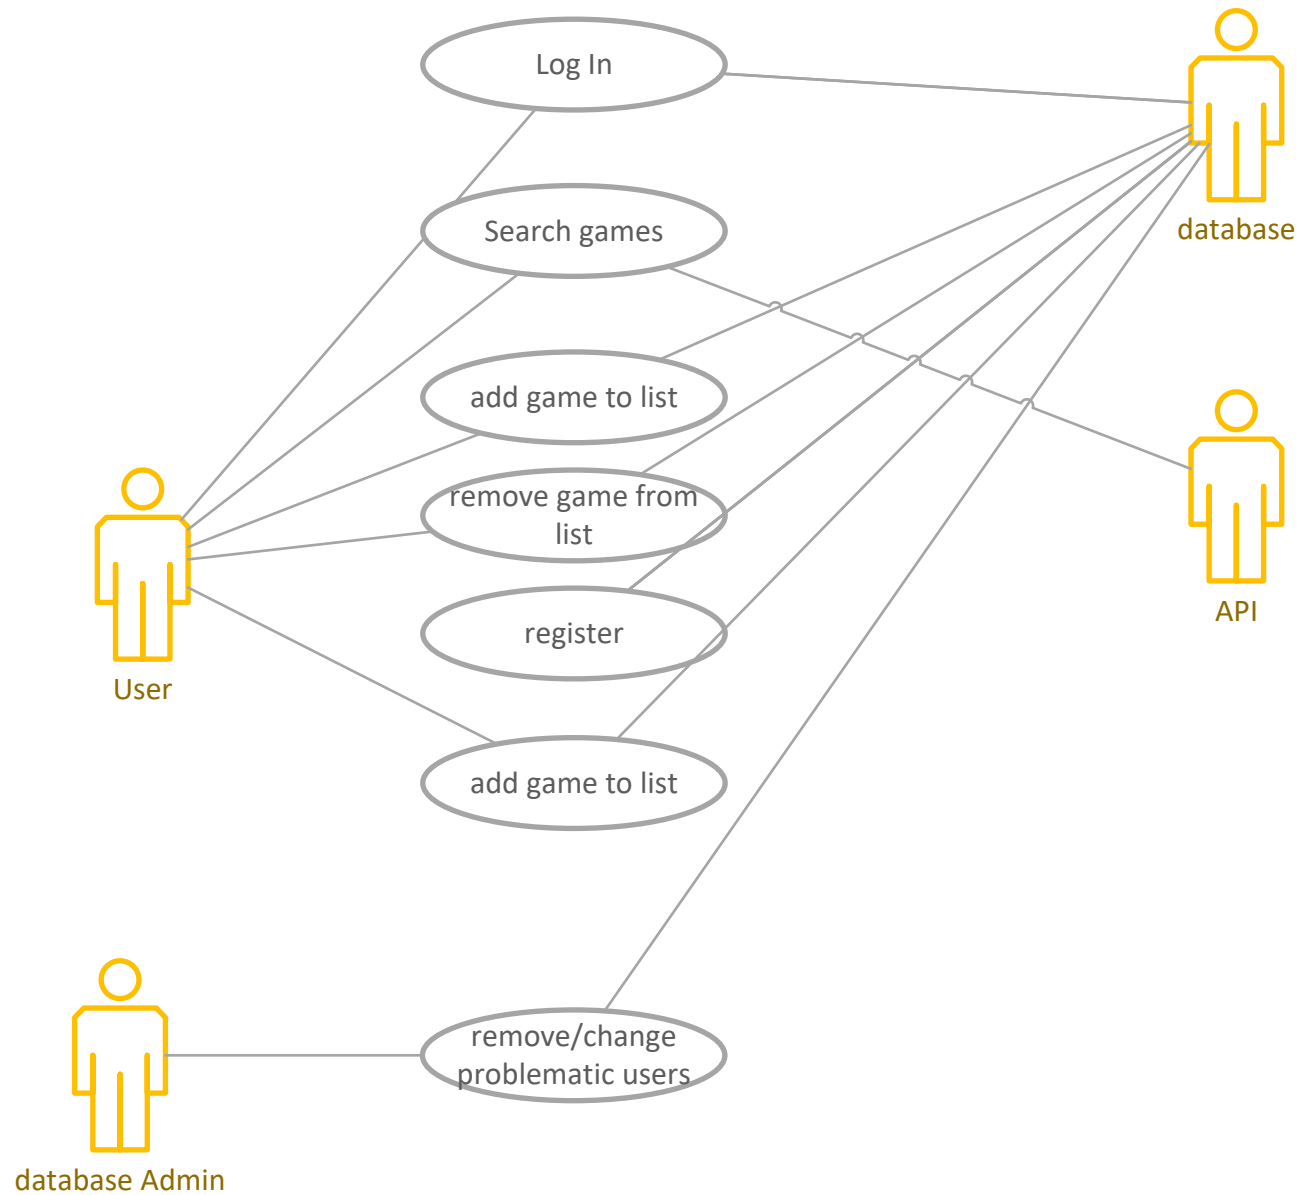 Log In
database
Search games
add game to list
remove game from
list
API
register
User
add game to list
remove/change
problematic users
database Admin